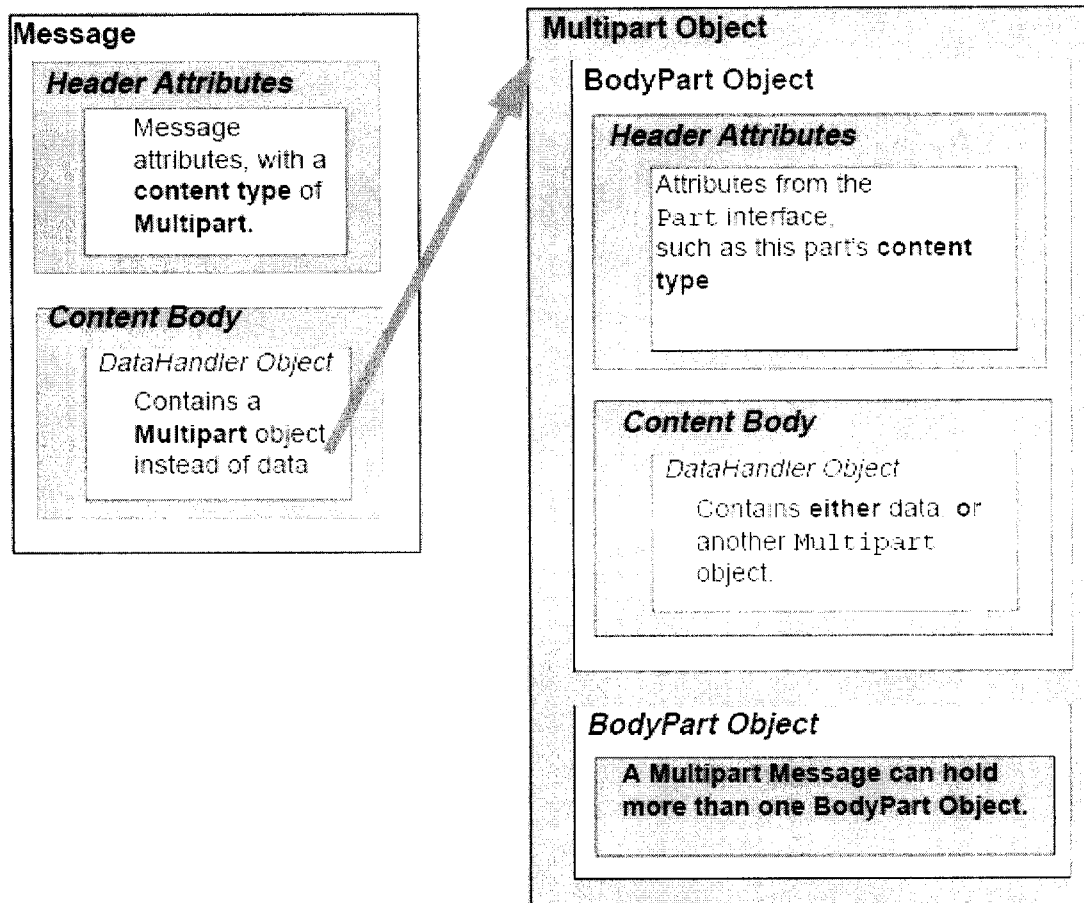 Message
Header Attributes
Message
attributes, with a
content type of
Multipart.
Content Body
DataHandler Object
Contains a
Multipart object
instead of data
Multipart Object
BodyPart Object
Header Attributes
Attributes from the
Part interface,
such as this part's content
type
Content Body
DataHandler Object
Contains either data or
another Multipart
object.
BodyPart Object
A Multipart Message can hold
more than one BodyPart Object.